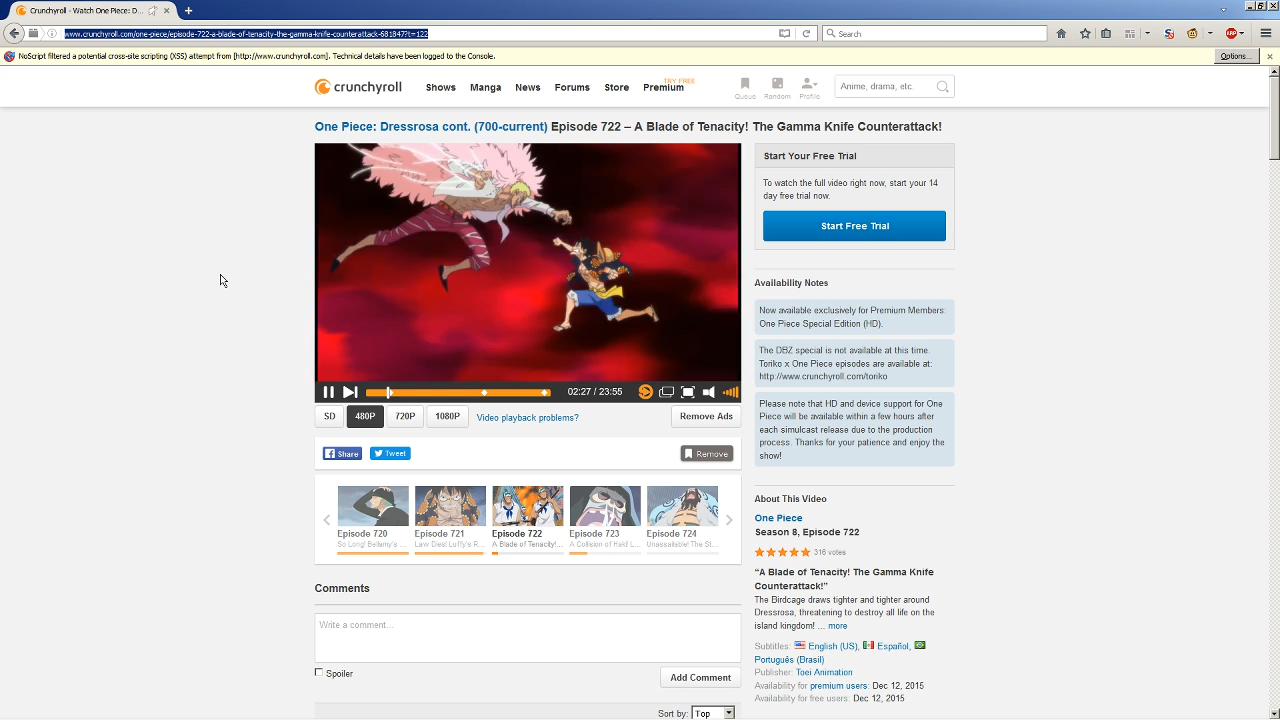 Crunchyroll - Watch One Piece: D...
www.crunchyroll.com/one-piece/episode-722-a-blade-of-tenacity-the-gamma-knife-counterattack-681847?t=122
Search
ABP
NoScript filtered a potential cross-site scripting (XSS) attempt from [http://www.crunchyroll.com]. Technical details have been logged to the Console.
Options...
crunchyroll
Shows
Manga
News
Forums
Store
TRY FREE
Premium
Queue
Random
Profile
Anime, drama, etc.
One Piece: Dressrosa cont. (700-current) Episode 722 – A Blade of Tenacity! The Gamma Knife Counterattack!
02:27 / 23:55
SD
480P
720P
1080P
Video playback problems?
Remove Ads
Share
Tweet
Remove
Episode 720
So Long! Bellamy's ...
Episode 721
Law Dies! Luffy's R...
Episode 722
A Blade of Tenacity!...
Episode 723
A Collision of Haki! L...
Episode 724
Unassailable! The St...
Comments
Write a comment...
Spoiler
Add Comment
Sort by: Top
Start Your Free Trial
To watch the full video right now, start your 14
day free trial now.
Start Free Trial
Availability Notes
Now available exclusively for Premium Members:
One Piece Special Edition (HD).
The DBZ special is not available at this time.
Toriko x One Piece episodes are available at:
http://www.crunchyroll.com/toriko
Please note that HD and device support for One
Piece will be available within a few hours after
each simulcast release due to the production
process. Thanks for your patience and enjoy the
show!
About This Video
One Piece
Season 8, Episode 722
316 votes
“A Blade of Tenacity! The Gamma Knife
Counterattack!”
The Birdcage draws tighter and tighter around
Dressrosa, threatening to destroy all life on the
island kingdom! ... more
Subtitles: English (US), Español,
Português (Brasil)
Publisher: Toei Animation
Availability for premium users: Dec 12, 2015
Availability for free users: Dec 12, 2015